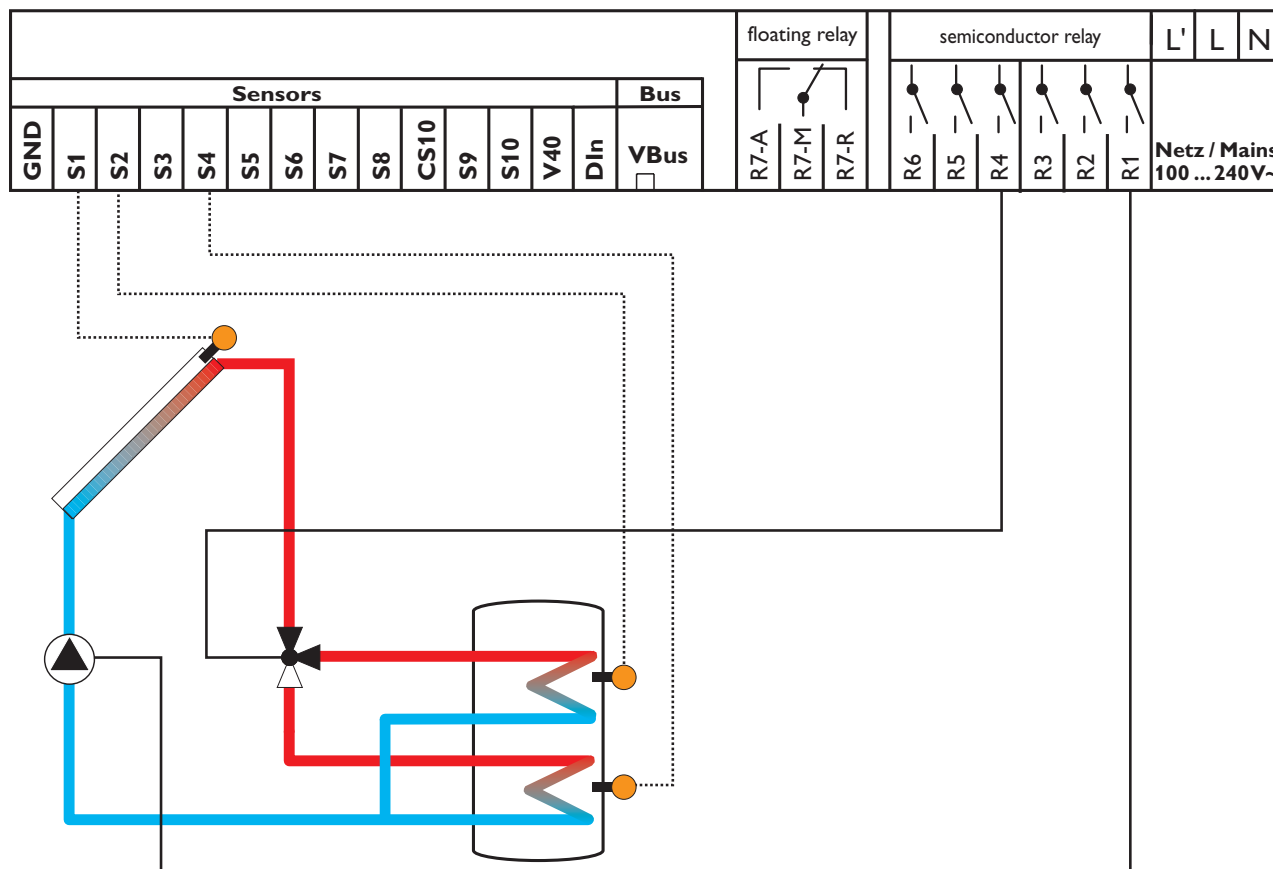 floating relay
semiconductor relay
L' L N
Sensors
Bus
GND
S1
S2
S3
S4
S5
S6
S7
S8
CS10
S9
S10
V40
DIn
VBus
R7-A
R7-M
R7-R
R6
R5
R4
R3
R2
R1
Netz / Mains
100 ... 240V~